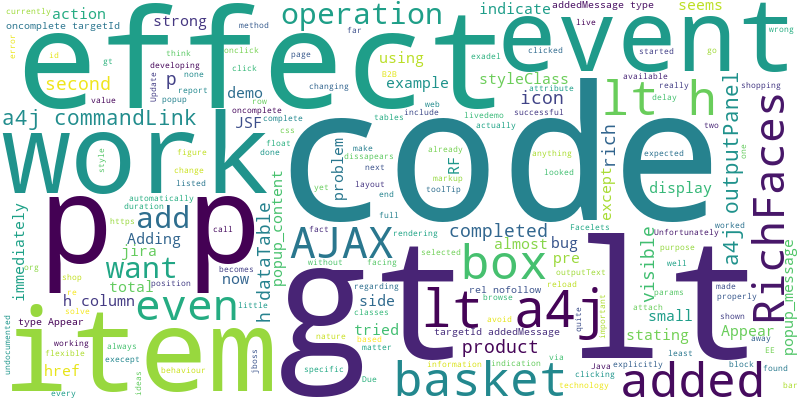 currently
action
oncomplete targetId
strong
method
operation
indicate
addedMessage type
seems
live
wrong
effect
event
error
id
second
gt
developing
think
onclick
far
none
p
Update
report
click
page
using
exadel
clicked
started
go
B2B
styleClass
available
really
shopping
value
popup
demo
row
changing
example
attribute
icon
delay
lt h
a4j commandLink
oncomplete
web
livedemo
successful
two
JSF
complete
include
actually
css
tables
work
code
float
make
already
rich
anything
expected
one
outputPanel
RichFaces
style
figure
done
dissapears
problem
RF
looked
change
next
markup
except
listed
layout
toolTip
display
automatically
yet
end
duration
popup_content
full
p p
immediately
https
call
add
dataTable
fact
rendering
Facelets
Unfortunately
worked
Adding
AJAX
completed
almost
bug
visible
purpose
a4j
jira
becomes
now
without
facing
selected
box
pre
well
popup_message
org
shop
want
position
regarding
outputText
params
total
side
classes
rel nofollow
reload
attach
made
re
h column
even
little
h
lt a4j
browse
important
small
properly
solve
tried
targetId addedMessage
avoid
quite
shown
type Appear
nature
based
stating
Appear
away
undocumented
working
always
item
gt
lt
matter
product
EE
flexible
execept
jboss
href
behaviour
specific
information
indication
via
Java
explicitly
least
block
found
every
ideas
Due
basket
clicking
technology
added
bar